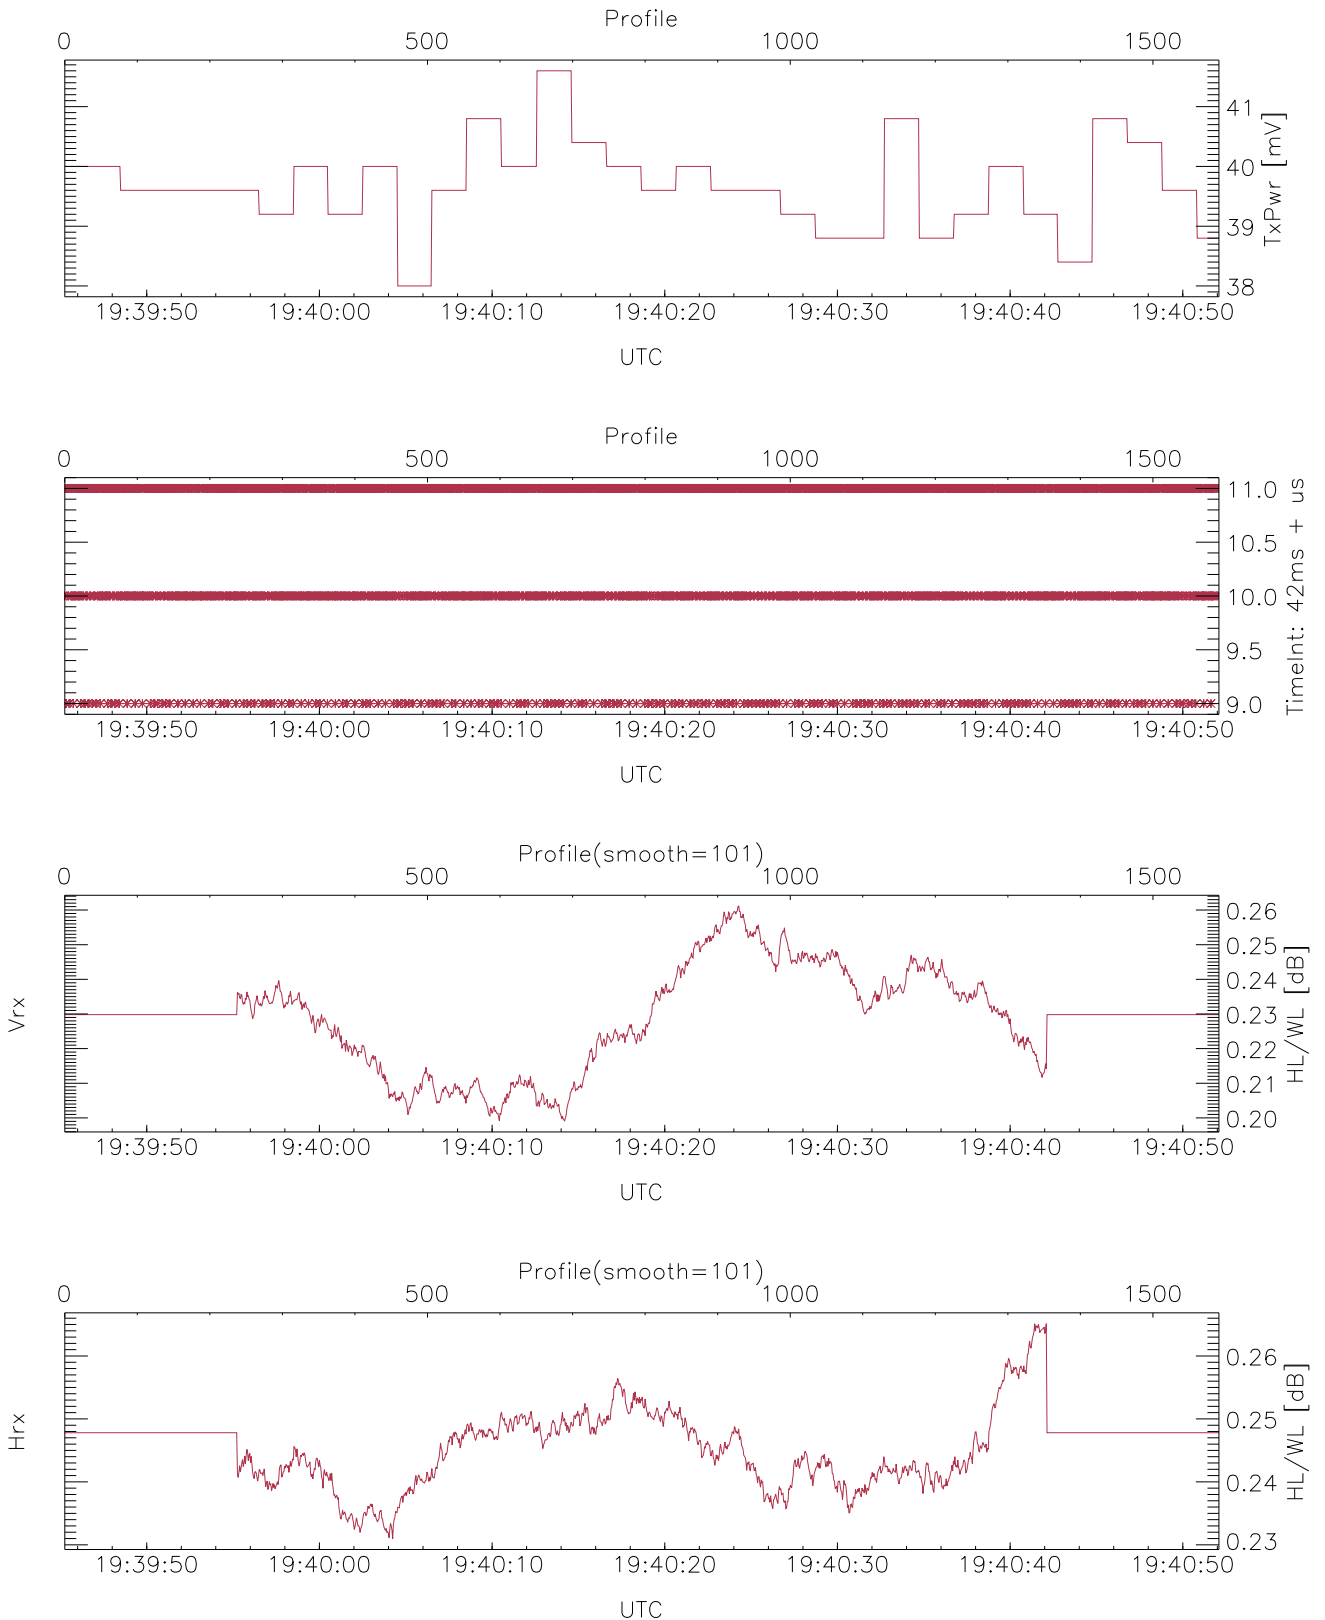 Profile
0 500 1000 1500
41
40
39
38
TxPwr [mV]
19:39:50 19:40:00 19:40:10 19:40:20 19:40:30 19:40:40 19:40:50
UTC
Profile
0 500 1000 1500
11.0
10.5
10.0
9.5
9.0
TimeInt: 42ms + us
19:39:50 19:40:00 19:40:10 19:40:20 19:40:30 19:40:40 19:40:50
UTC
Profile(smooth=101)
0 500 1000 1500
Vrx
0.26
0.25
0.24
0.23
0.22
0.21
0.20
HL/WL [dB]
19:39:50 19:40:00 19:40:10 19:40:20 19:40:30 19:40:40 19:40:50
UTC
Profile(smooth=101)
0 500 1000 1500
Hrx
0.26
0.25
0.24
0.23
HL/WL [dB]
19:39:50 19:40:00 19:40:10 19:40:20 19:40:30 19:40:40 19:40:50
UTC